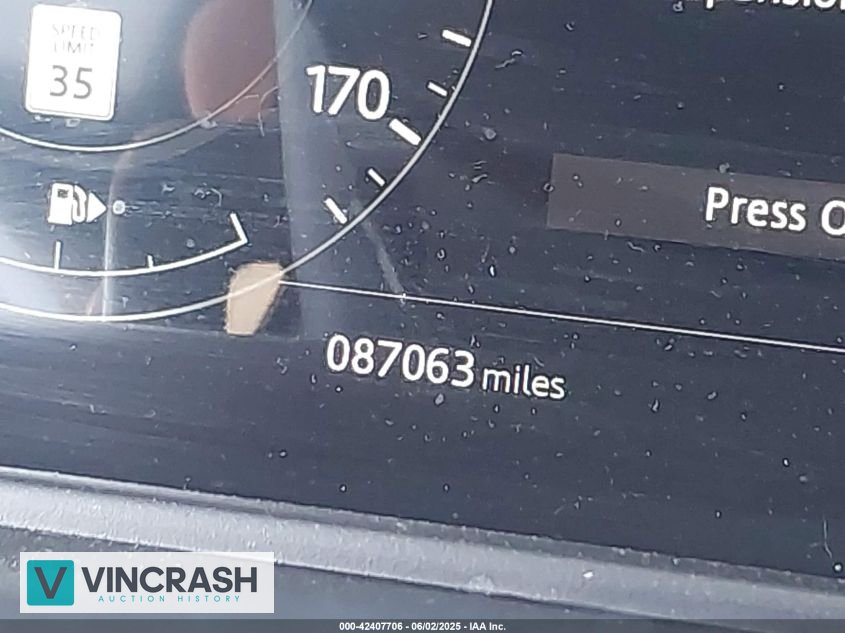 SPEED
LIMIT
35
170
Press O
087063 miles
VINCRASH
AUCTION HISTORY
000-42407706 - 06/02/2025 - IAA Inc.